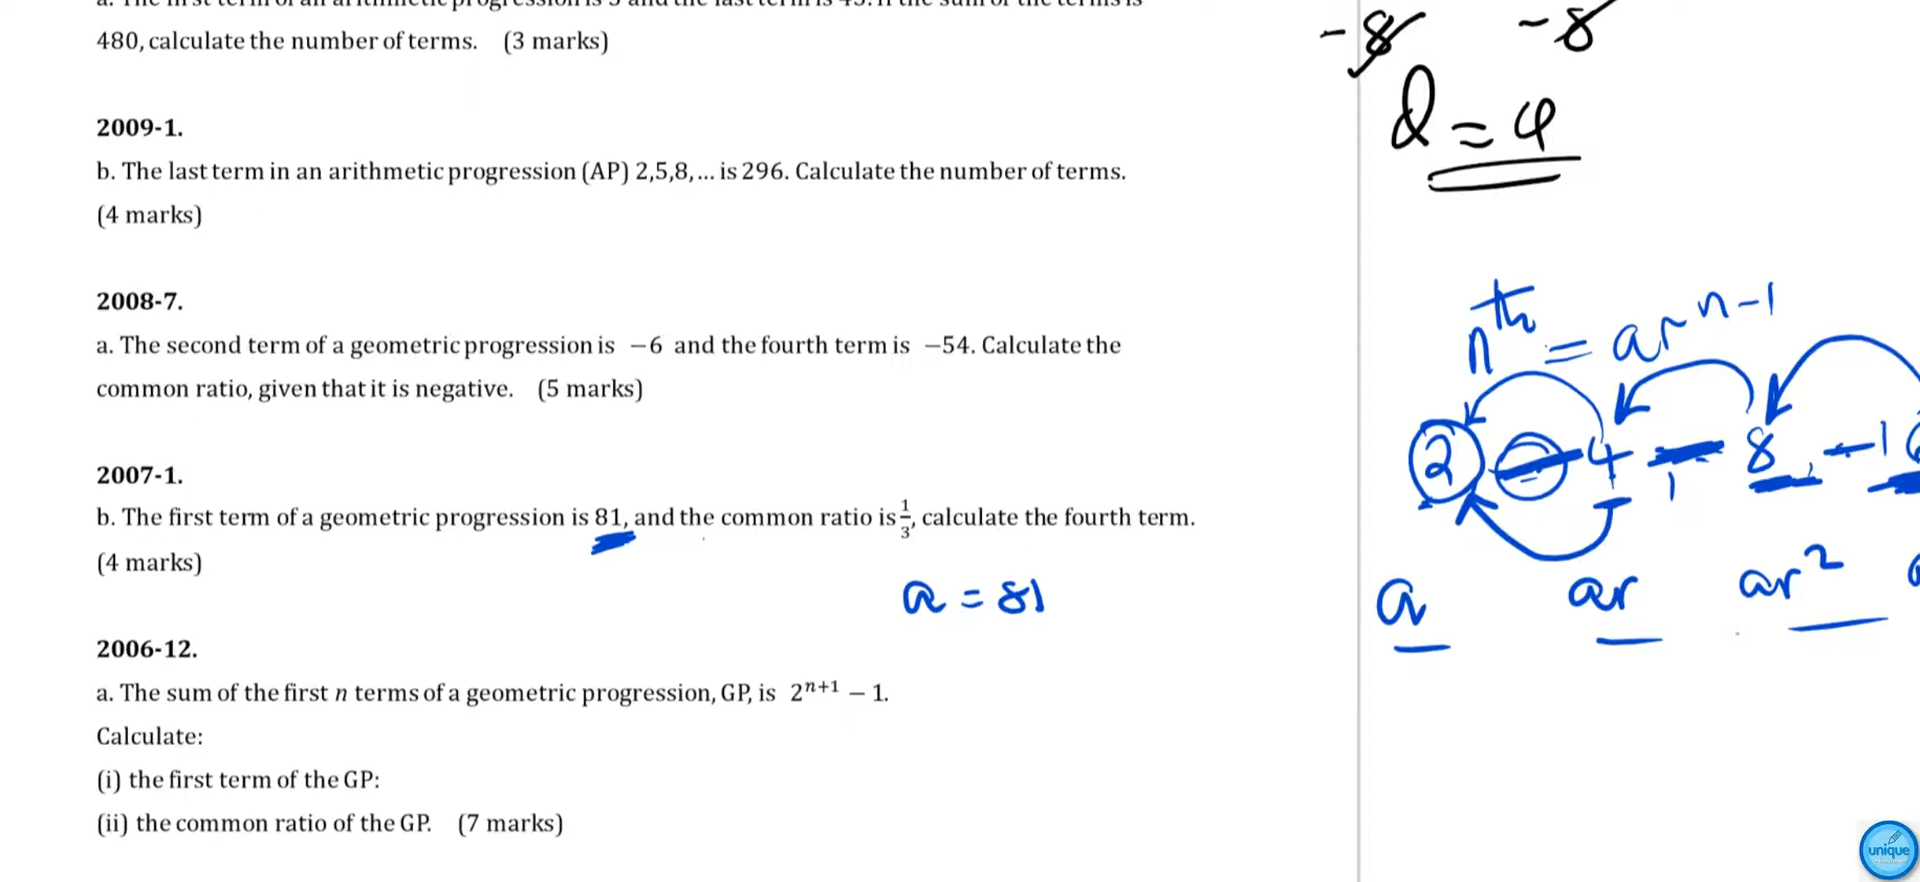 480, calculate the number of terms. (3 marks)
2009-1.
b. The last term in an arithmetic progression (AP) 2,5,8, ... is 296. Calculate the number of terms.
(4 marks)
2008-7.
a. The second term of a geometric progression is −6 and the fourth term is −54. Calculate the
common ratio, given that it is negative. (5 marks)
2007-1.
b. The first term of a geometric progression is 81, and the common ratio is 1/3, calculate the fourth term.
(4 marks)
a = 81
2006-12.
a. The sum of the first n terms of a geometric progression, GP, is 2ⁿ⁺¹ − 1.
Calculate:
(i) the first term of the GP:
(ii) the common ratio of the GP. (7 marks)
-8 -8
= 4
nᵗʰ = arⁿ⁻¹
2 4 8
a ar ar²
unique